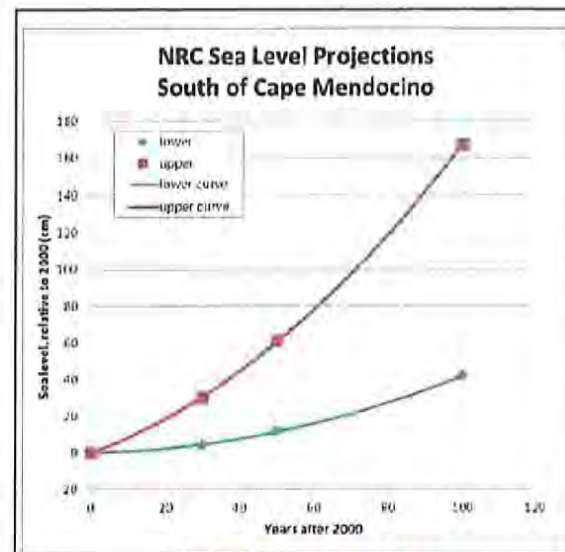 NRC Sea Level Projections
South of Cape Mendocino
180
160
140
120
100
80
60
40
20
0
20
lower
upper
lower curve
upper curve
Sea level, relative to 2000 (cm)
0
20
40
60
80
100
120
Years after 2000